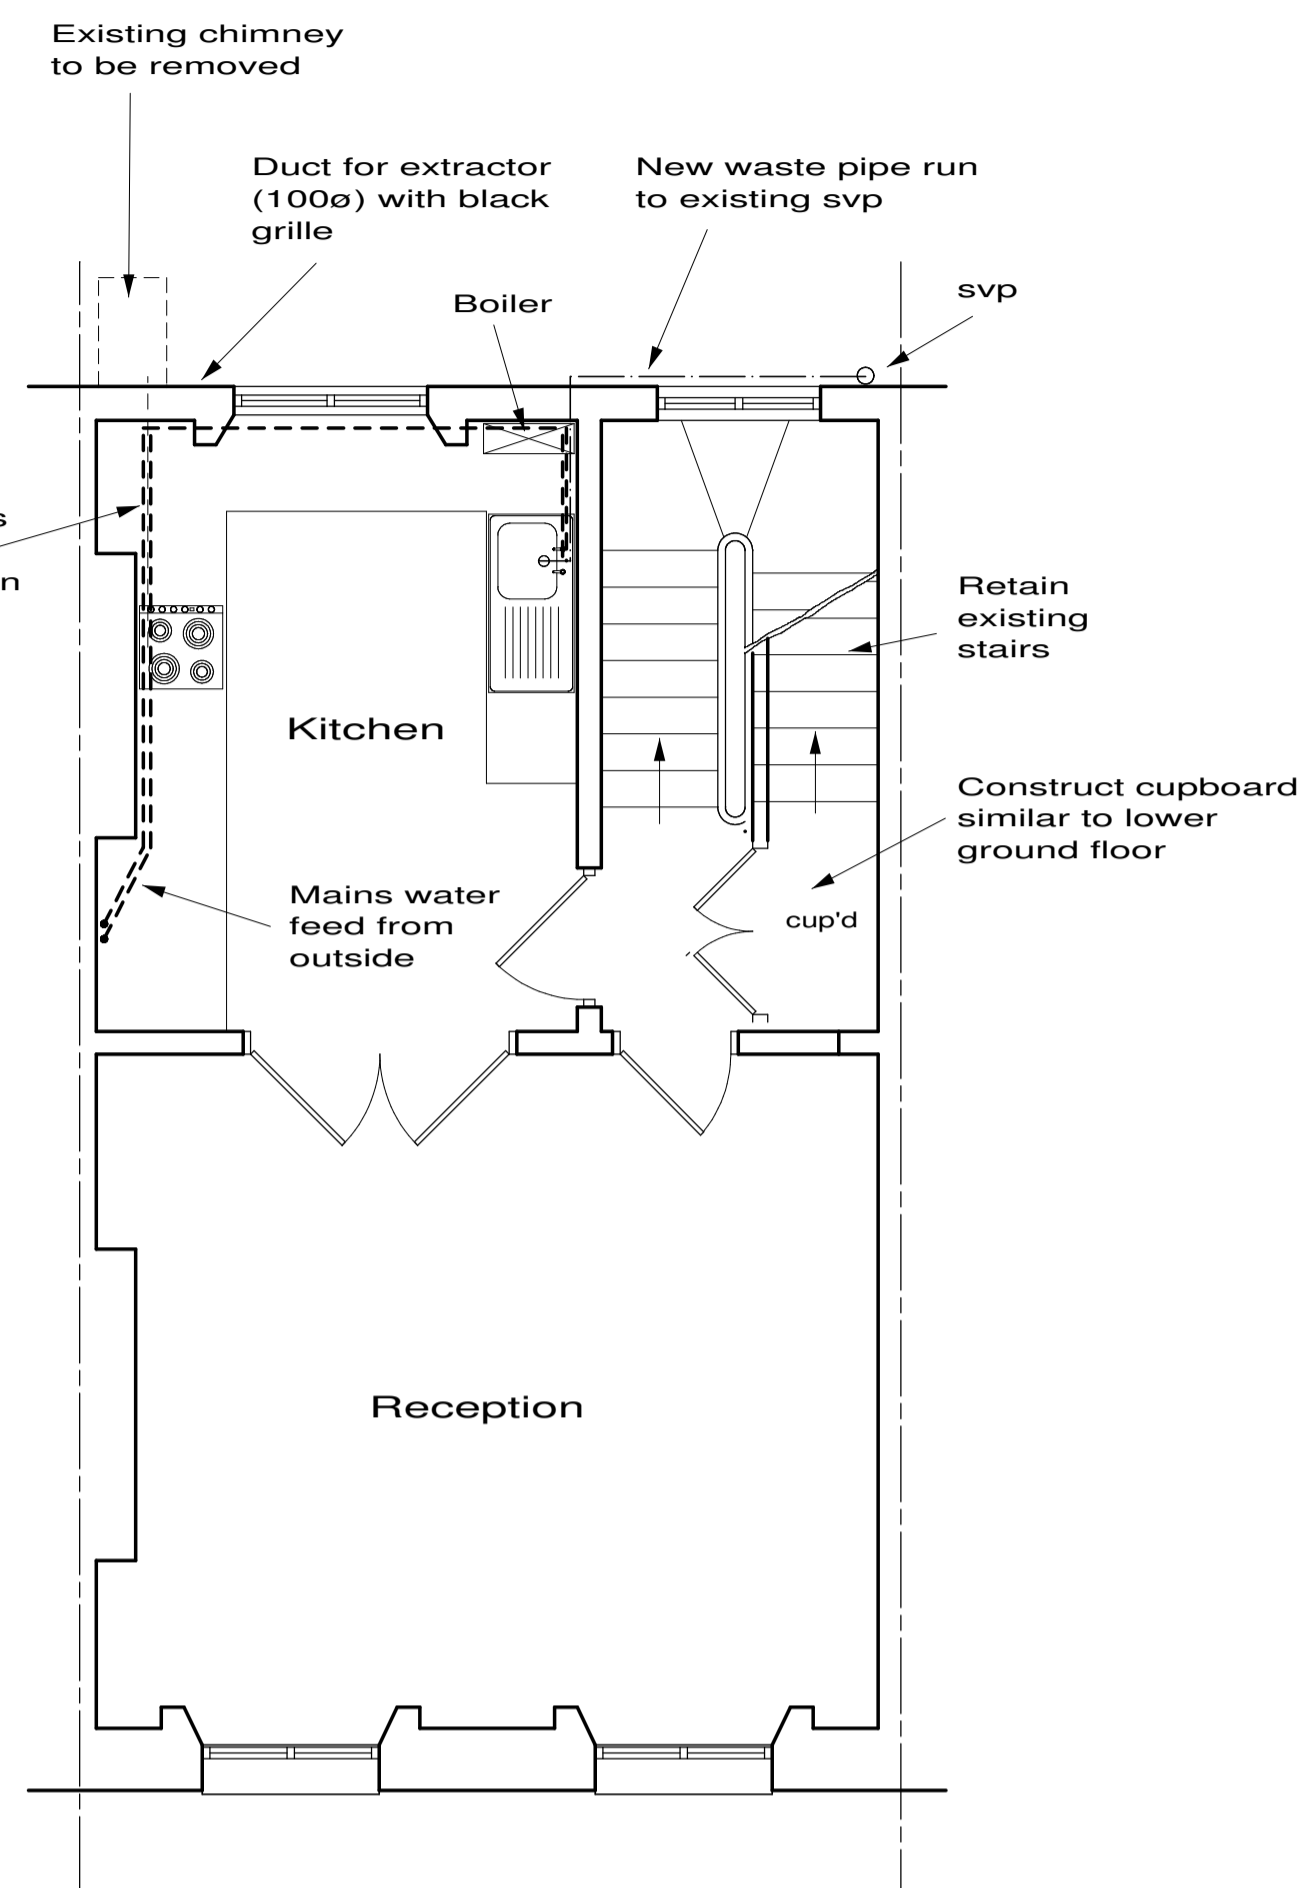 Existing chimney
to be removed
Duct for extractor
(100ø) with black
grille
New waste pipe run
to existing svp
Boiler
svp
s
n
Retain
existing
stairs
Kitchen
Construct cupboard
similar to lower
ground floor
Mains water
feed from
outside
cup'd
Reception